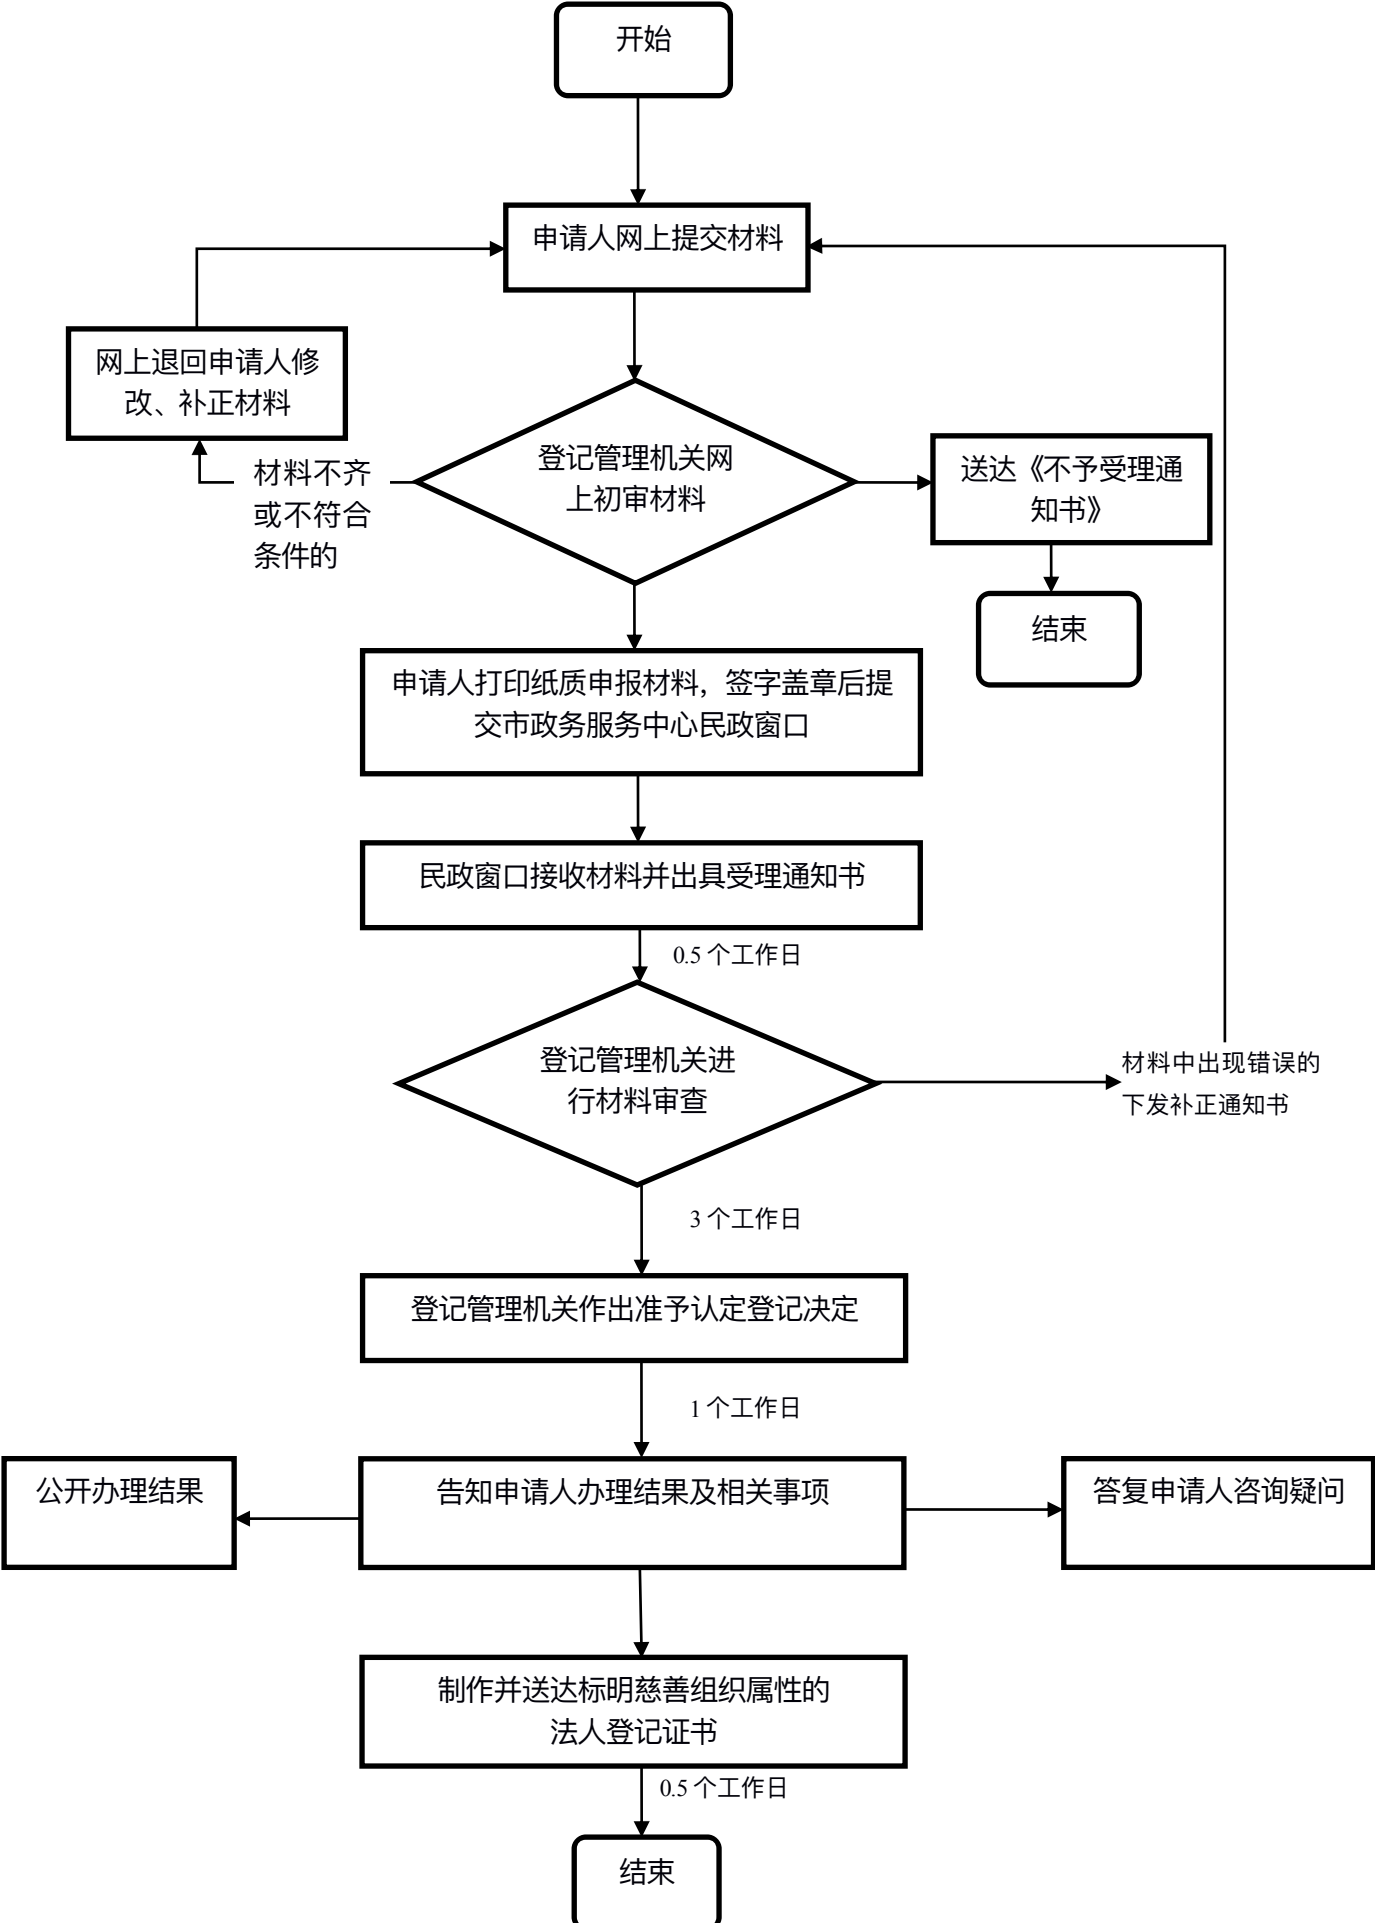 开始
申请人网上提交材料
网上退回申请人修
改、补正材料
材料不齐
或不符合
条件的
登记管理机关网
上初审材料
送达《不予受理通
知书》
结束
申请人打印纸质申报材料，签字盖章后提
交市政务服务中心民政窗口
民政窗口接收材料并出具受理通知书
0.5 个工作日
登记管理机关进
行材料审查
材料中出现错误的
下发补正通知书
3 个工作日
登记管理机关作出准予认定登记决定
1 个工作日
公开办理结果
告知申请人办理结果及相关事项
答复申请人咨询疑问
制作并送达标明慈善组织属性的
法人登记证书
0.5 个工作日
结束